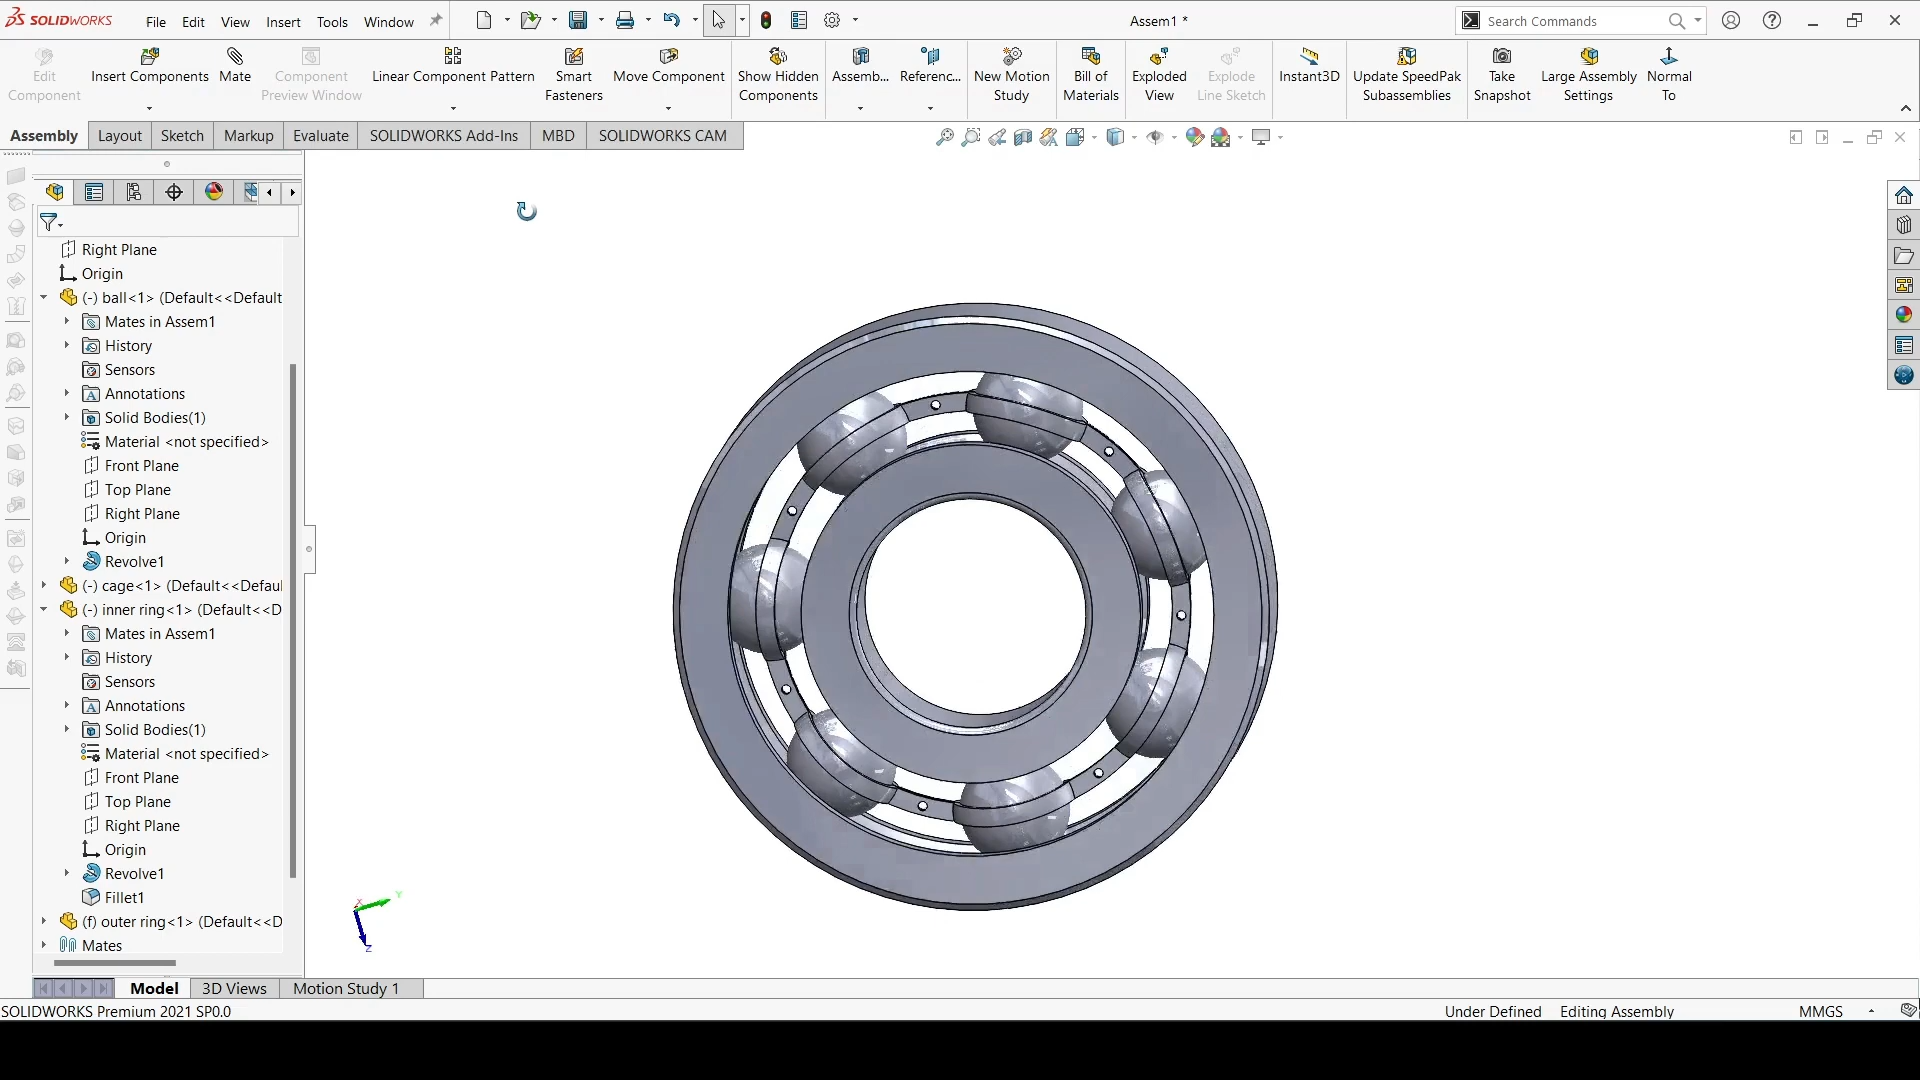 SOLIDWORKS File Edit View Insert Tools Window Assem1 * Search Commands
Edit Component Insert Components Mate Component Preview Window Linear Component Pattern Smart Fasteners Move Component Show Hidden Components Assemb... Referenc... New Motion Study Bill of Materials Exploded View Explode Line Sketch Instant3D Update SpeedPak Subassemblies Take Snapshot Large Assembly Settings Normal To
Assembly Layout Sketch Markup Evaluate SOLIDWORKS Add-Ins MBD SOLIDWORKS CAM
Right Plane
Origin
(-) ball<1> (Default<<Default
Mates in Assem1
History
Sensors
Annotations
Solid Bodies(1)
Material <not specified>
Front Plane
Top Plane
Right Plane
Origin
Revolve1
(-) cage<1> (Default<<Defaul
(-) inner ring<1> (Default<<D
Mates in Assem1
History
Sensors
Annotations
Solid Bodies(1)
Material <not specified>
Front Plane
Top Plane
Right Plane
Origin
Revolve1
Fillet1
(f) outer ring<1> (Default<<D
Mates
X Y
Z
Model 3D Views Motion Study 1
SOLIDWORKS Premium 2021 SP0.0 Under Defined Editing Assembly MMGS